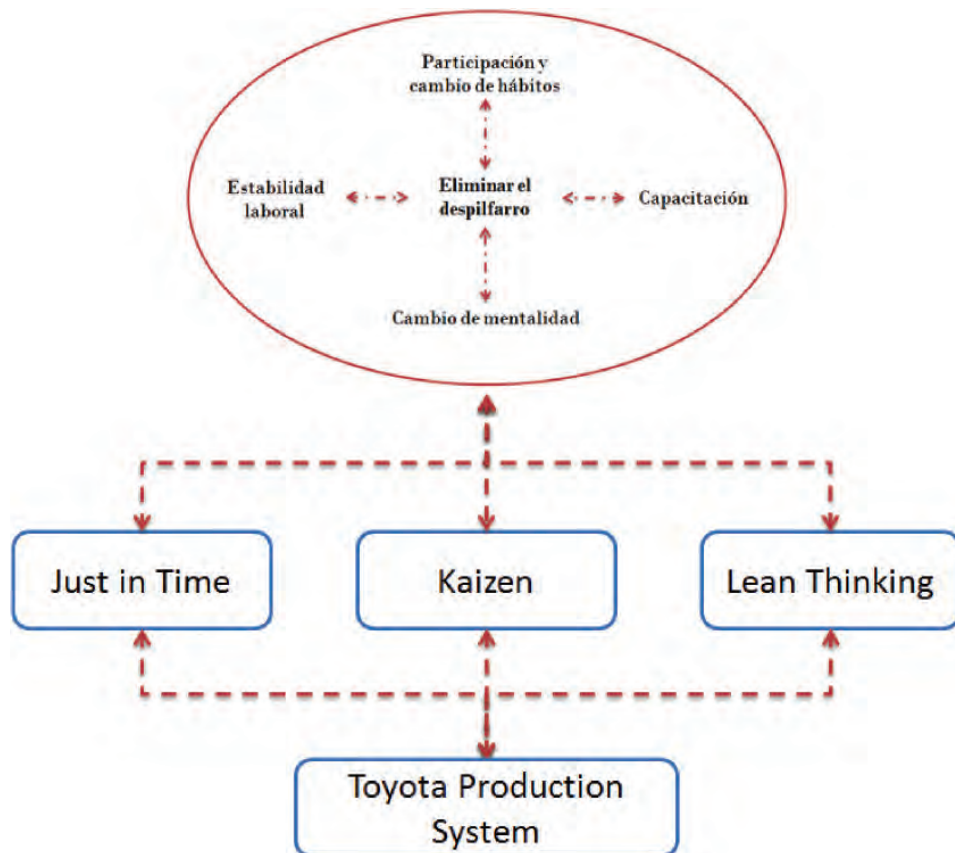 Participación y
cambio de hábitos
Estabilidad
laboral
Eliminar el
despilfarro
Capacitación
Cambio de mentalidad
Just in Time
Kaizen
Lean Thinking
Toyota Production
System